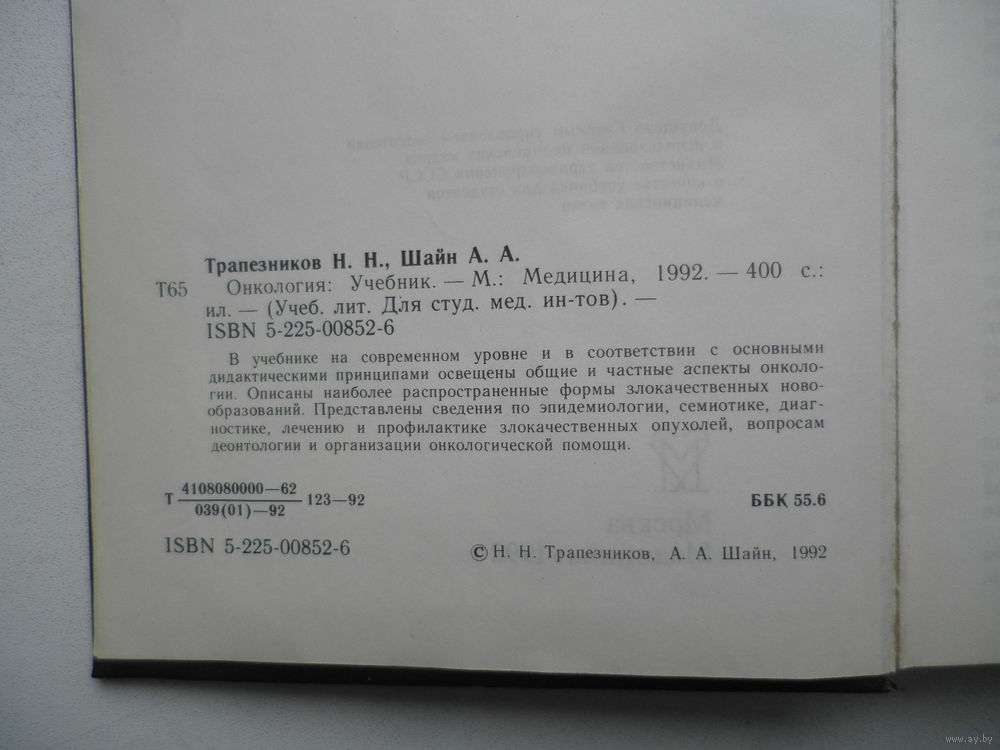 Трапезников Н. Н., Шайн А. А.
Т65 Онкология: Учебник. — М.: Медицина, 1992. — 400 с.:
ил. — (Учеб. лит. Для студ. мед. ин-тов). —
ISBN 5-225-00852-6
В учебнике на современном уровне и в соответствии с основными
дидактическими принципами освещены общие и частные аспекты онколо-
гии. Описаны наиболее распространенные формы злокачественных ново-
образований. Представлены сведения по эпидемиологии, семиотике, диаг-
ностике, лечению и профилактике злокачественных опухолей, вопросам
деонтологии и организации онкологической помощи.
Т 4108080000—62
039(01)—92 123—92
ББК 55.6
ISBN 5-225-00852-6
© Н. Н. Трапезников, А. А. Шайн, 1992
www.ay.by